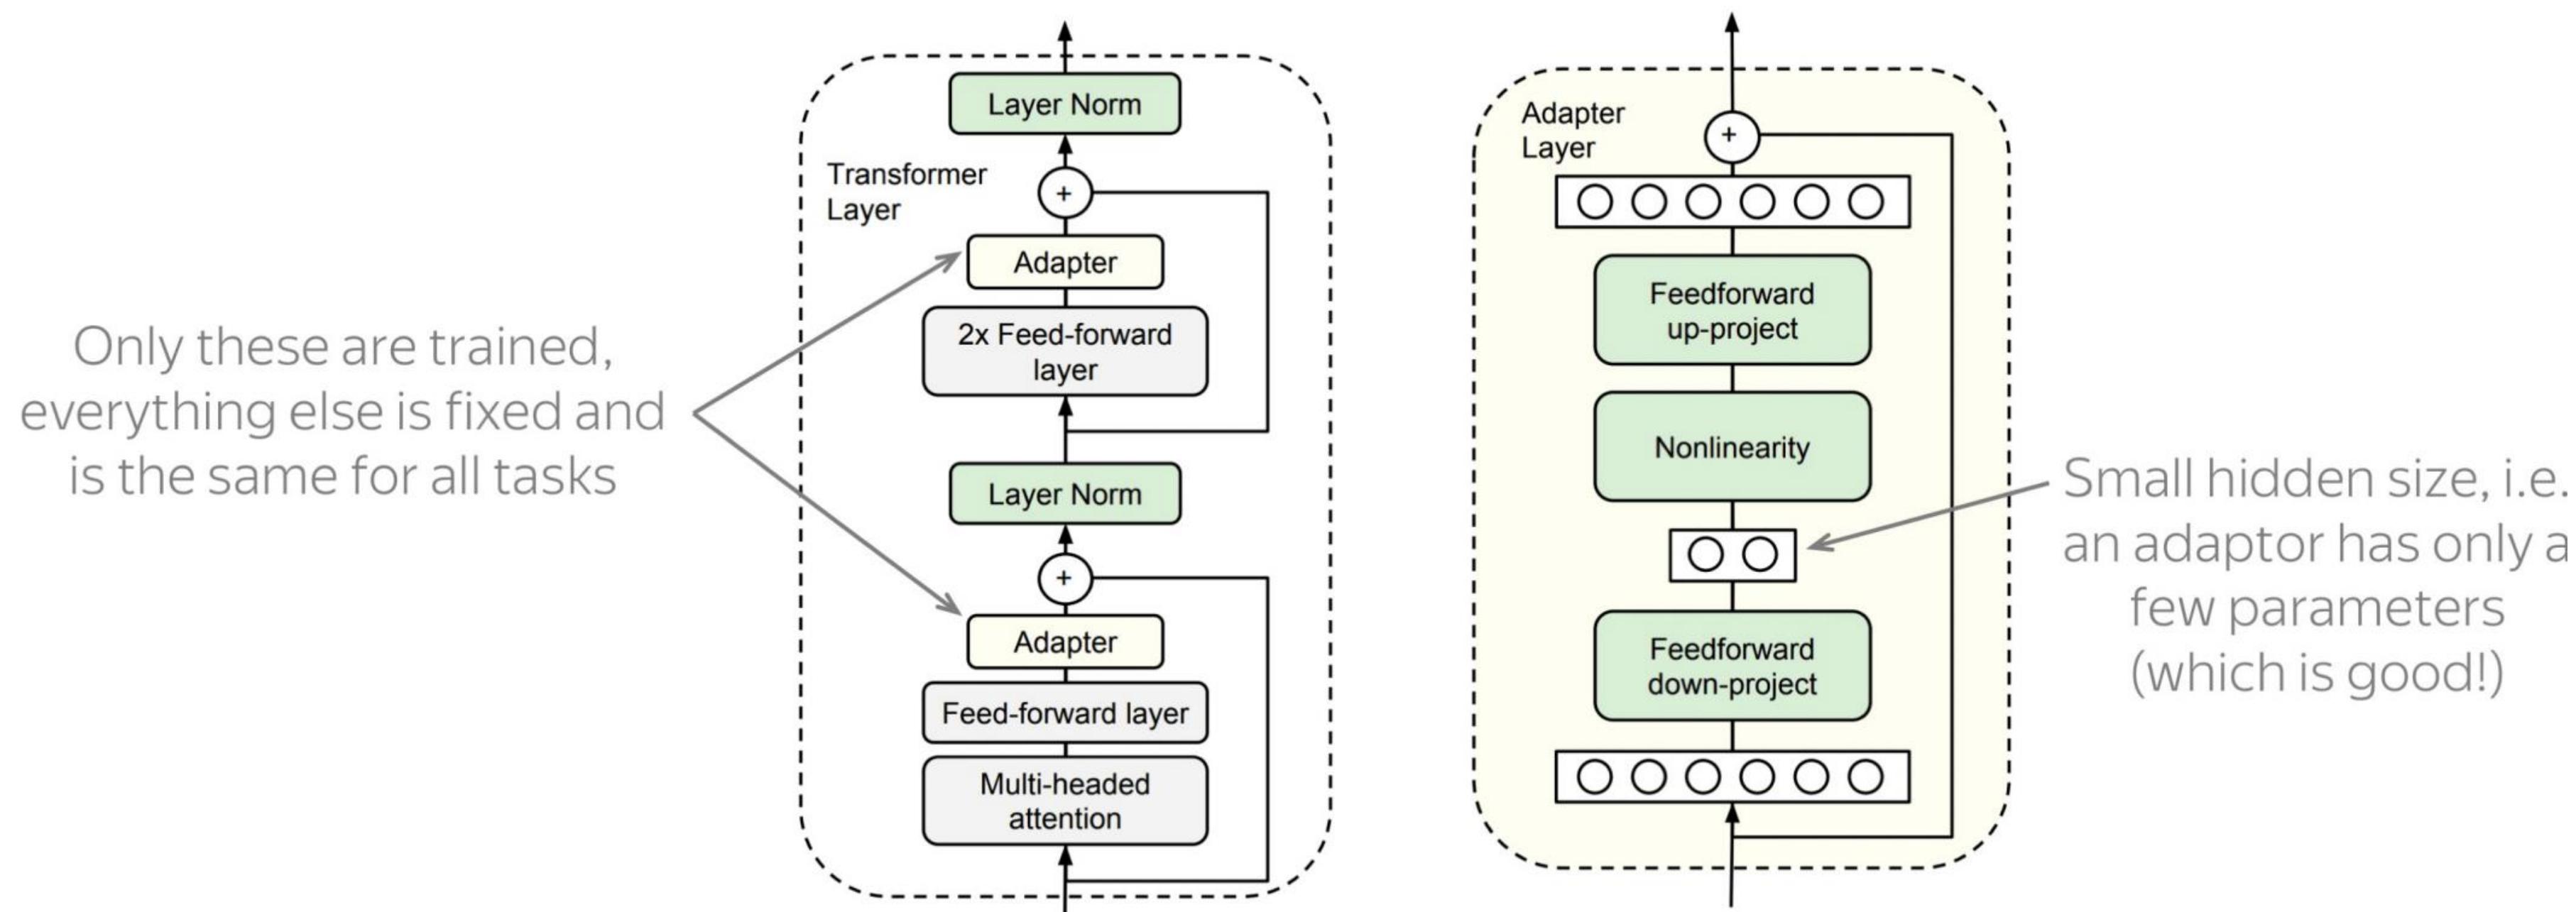 Only these are trained,
everything else is fixed and
is the same for all tasks
Transformer
Layer
Layer Norm
+
Adapter
2x Feed-forward
layer
Layer Norm
+
Adapter
Feed-forward layer
Multi-headed
attention
Adapter
Layer
+
Feedforward
up-project
Nonlinearity
Feedforward
down-project
Small hidden size, i.e.
an adaptor has only a
few parameters
(which is good!)